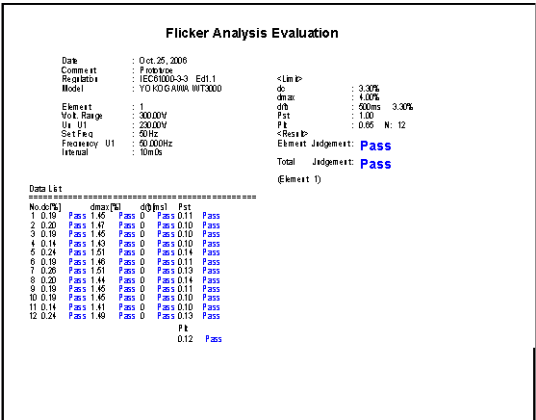 Flicker Analysis Evaluation
Date : Oct. 25, 2006
Comment : Prototype
Regulation : IEC61000-3-3 Ed1.1
Model : YOKOGAWA WT3000
Element : 1
Volt. Range : 300.00V
Un U1 : 230.00V
Set Freq : 50Hz
Frequency U1 : 50.000Hz
Interval : 10m0s
<Limit>
dc : 3.30%
dmax : 4.00%
d(t) : 500ms 3.30%
Pst : 1.00
Plt : 0.65 N: 12
<Result>
Element Judgement: Pass
Total Judgement: Pass
(Element 1)
Data List
No. dc[%] dmax[%] d(t)[ms] Pst
1 0.19 Pass 1.45 Pass 0 Pass 0.11 Pass
2 0.20 Pass 1.47 Pass 0 Pass 0.10 Pass
3 0.19 Pass 1.45 Pass 0 Pass 0.10 Pass
4 0.14 Pass 1.43 Pass 0 Pass 0.10 Pass
5 0.24 Pass 1.51 Pass 0 Pass 0.14 Pass
6 0.19 Pass 1.46 Pass 0 Pass 0.11 Pass
7 0.26 Pass 1.51 Pass 0 Pass 0.13 Pass
8 0.20 Pass 1.44 Pass 0 Pass 0.14 Pass
9 0.19 Pass 1.45 Pass 0 Pass 0.11 Pass
10 0.19 Pass 1.45 Pass 0 Pass 0.10 Pass
11 0.14 Pass 1.41 Pass 0 Pass 0.10 Pass
12 0.24 Pass 1.49 Pass 0 Pass 0.13 Pass
Plt
0.12 Pass